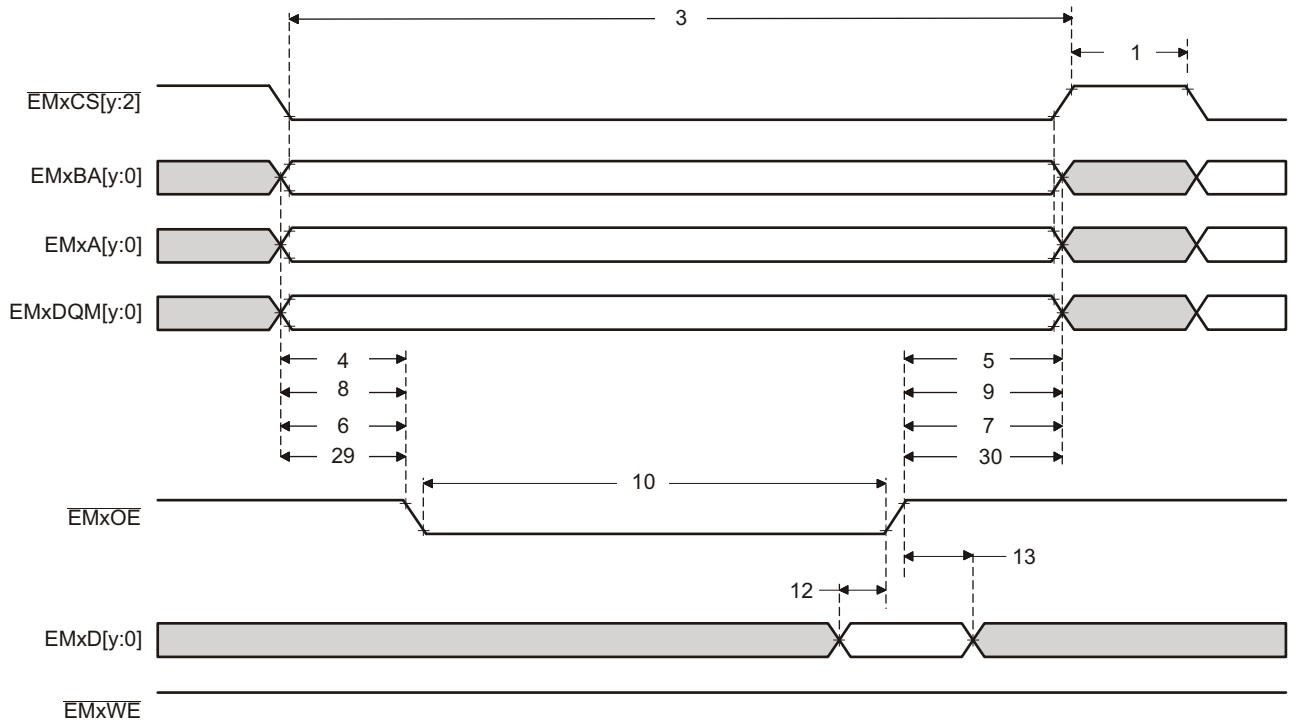 3
1
EMxCS[y:2]
EMxBA[y:0]
EMxA[y:0]
EMxDQM[y:0]
4 5
8 9
6 7
29 30
10
EMxOE
13
12
EMxD[y:0]
EMxWE